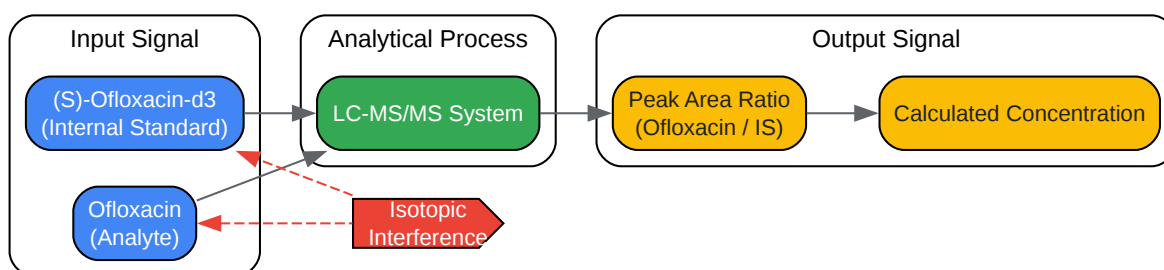 Input Signal
(S)-Ofloxacin-d3
(Internal Standard)
Ofloxacin
(Analyte)
Analytical Process
LC-MS/MS System
Isotopic
Interference
Output Signal
Peak Area Ratio
(Ofloxacin / IS)
Calculated Concentration